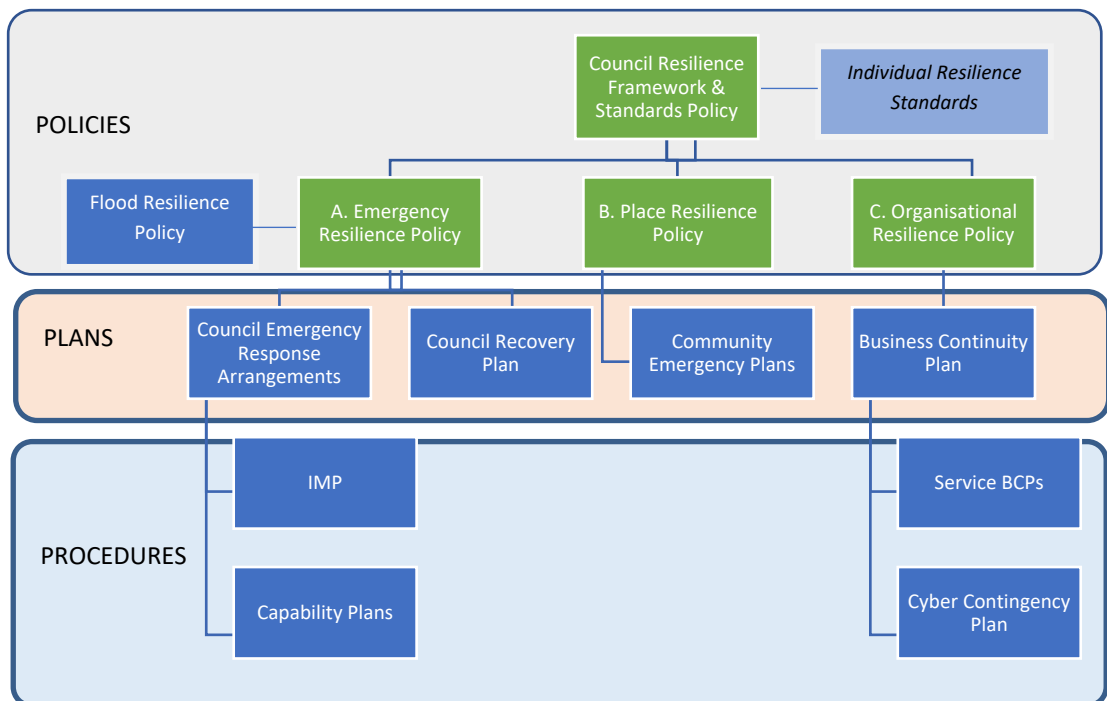 Council Resilience
Framework &
Standards Policy
Individual Resilience
Standards
POLICIES
Flood Resilience
Policy
A. Emergency
Resilience Policy
B. Place Resilience
Policy
C. Organisational
Resilience Policy
PLANS
Council Emergency
Response
Arrangements
Council Recovery
Plan
Community
Emergency Plans
Business Continuity
Plan
IMP
Service BCPs
PROCEDURES
Capability Plans
Cyber Contingency
Plan